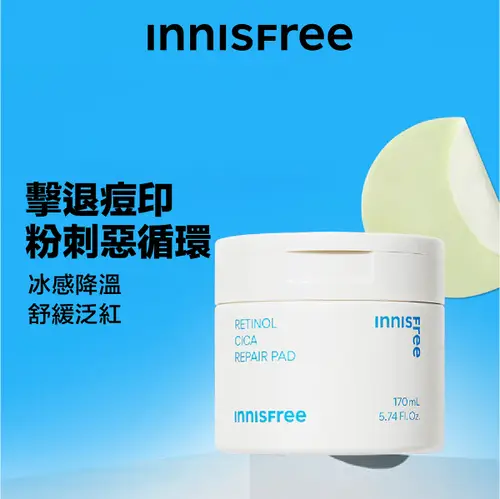 innisfree
擊退痘印
粉刺惡循環
冰感降溫
舒緩泛紅
RETINOL
CICA
REPAIR PAD
innisfree
170 mL
5.74 Fl. Oz.
innisfree